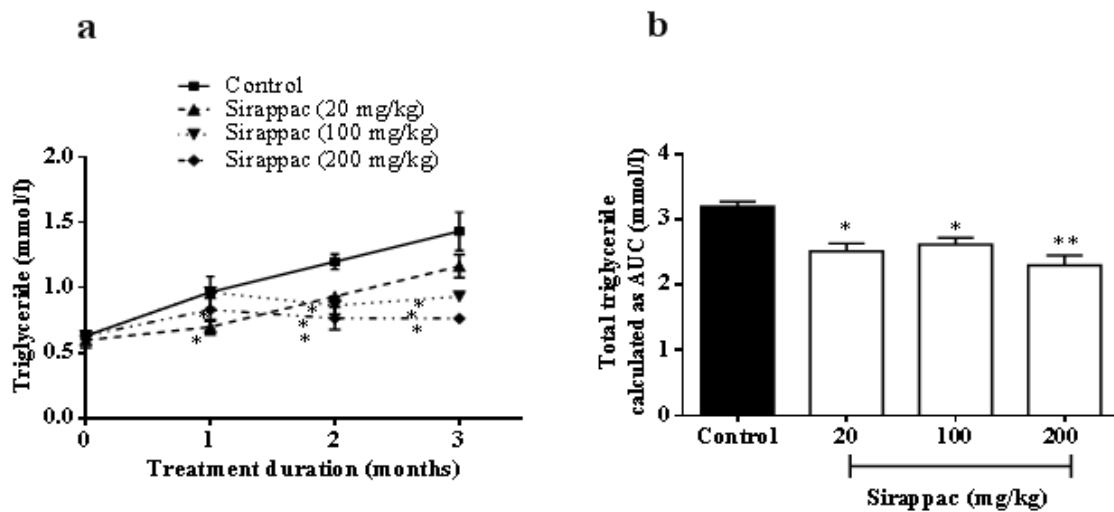 a
Control
Sirappac (20 mg/kg)
Sirappac (100 mg/kg)
Sirappac (200 mg/kg)
Triglyceride (mmol/l)
2.0
1.5
1.0
0.5
0.0
0 1 2 3
Treatment duration (months)
* * * * * * *
b
Total triglyceride
calculated as AUC (mmol/l)
4
3
2
1
0
* * **
Control 20 100 200
Sirappac (mg/kg)